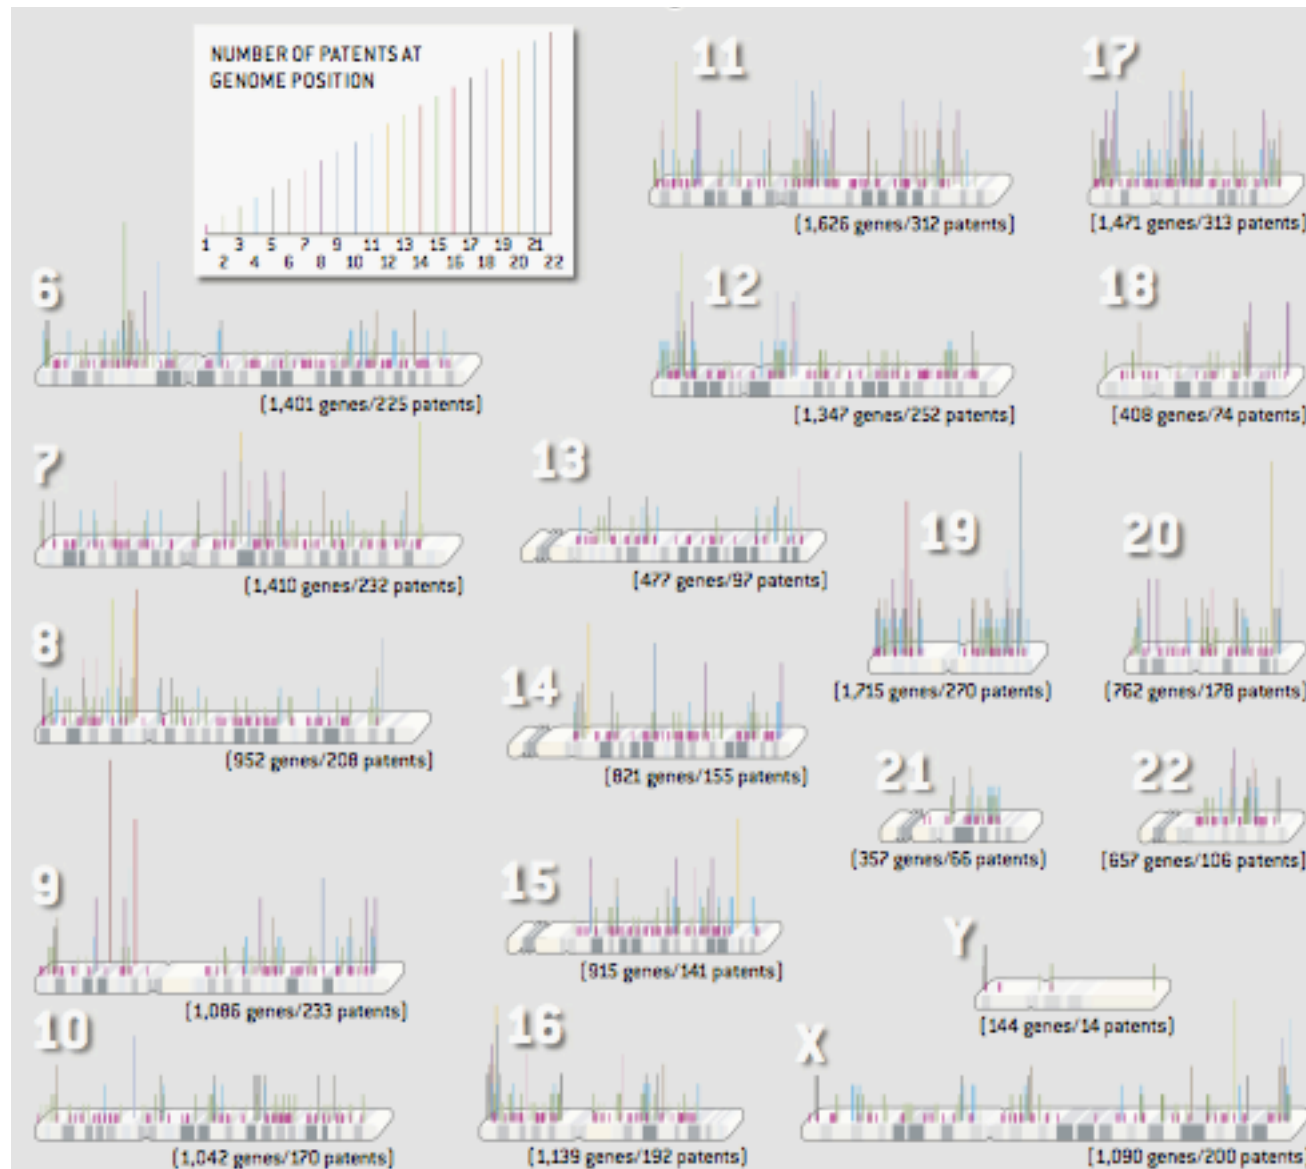 NUMBER OF PATENTS AT
GENOME POSITION
1 3 5 7 9 11 13 15 17 19 21
2 4 6 8 10 12 14 16 18 20 22
6
[1,401 genes/225 patents]
7
[1,410 genes/232 patents]
8
[952 genes/208 patents]
9
[1,086 genes/233 patents]
10
[1,042 genes/170 patents]
11
[1,626 genes/312 patents]
12
[1,347 genes/252 patents]
13
[477 genes/97 patents]
14
[821 genes/155 patents]
15
[915 genes/141 patents]
16
[1,139 genes/192 patents]
17
[1,471 genes/313 patents]
18
[408 genes/74 patents]
19
[1,715 genes/270 patents]
20
[762 genes/178 patents]
21
[357 genes/66 patents]
22
[657 genes/106 patents]
Y
[144 genes/14 patents]
X
[1,090 genes/200 patents]